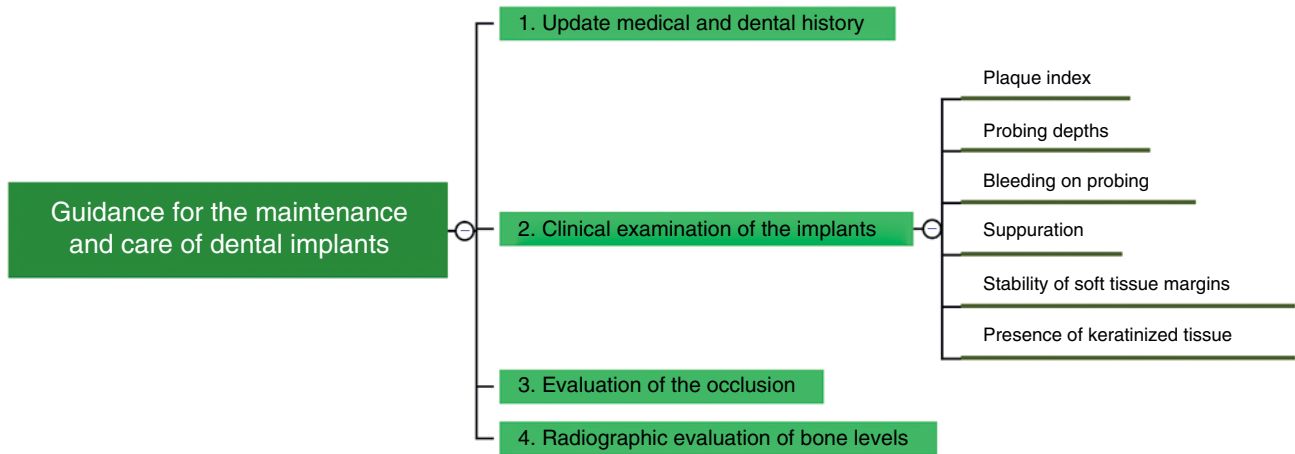 Guidance for the maintenance
and care of dental implants
1. Update medical and dental history
2. Clinical examination of the implants
Plaque index
Probing depths
Bleeding on probing
Suppuration
Stability of soft tissue margins
Presence of keratinized tissue
3. Evaluation of the occlusion
4. Radiographic evaluation of bone levels